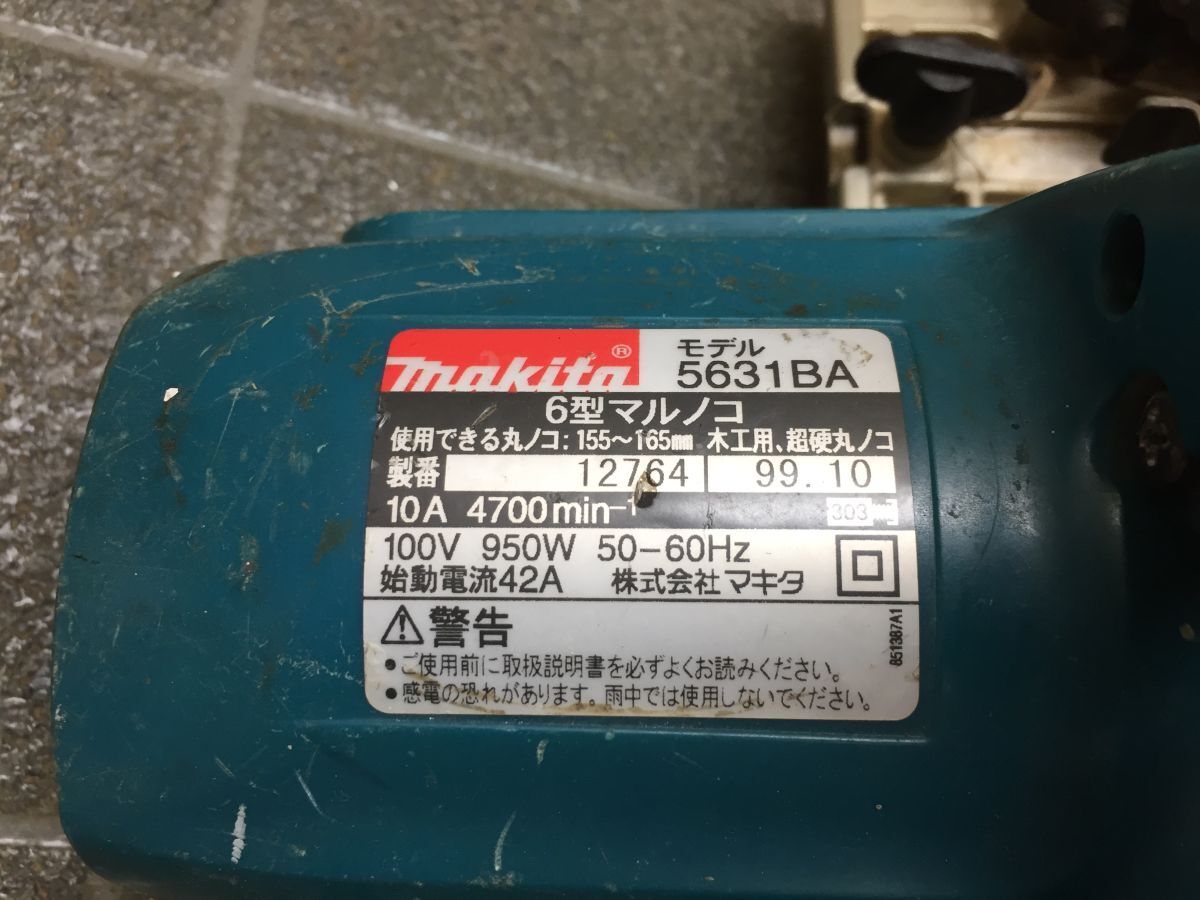 makita® モデル
5631BA
6型マルノコ
使用できる丸ノコ: 155〜165㎜ 木工用、超硬丸ノコ
製番 12764 99.10
10A 4700min⁻¹ 303
100V 950W 50-60Hz
始動電流42A 株式会社マキタ
⚠警告
●ご使用前に取扱説明書を必ずよくお読みください。
●感電の恐れがあります。雨中では使用しないでください。
851387A1